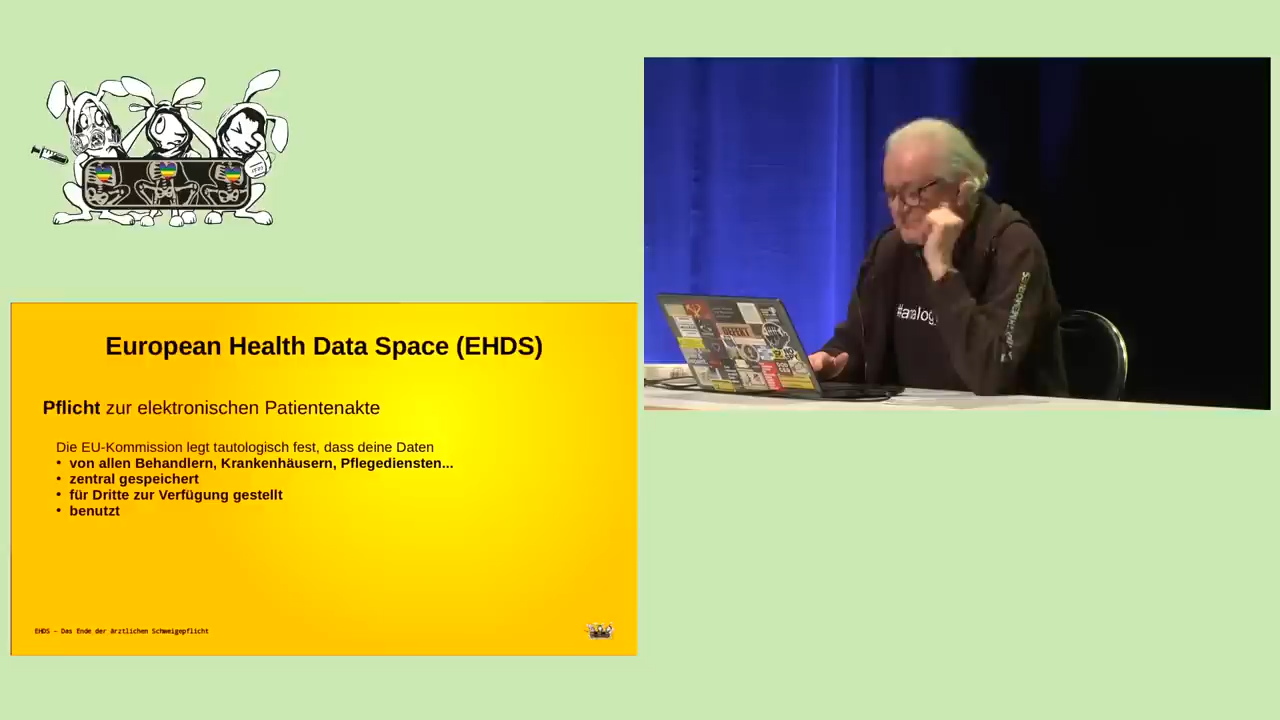 European Health Data Space (EHDS)
Pflicht zur elektronischen Patientenakte
Die EU-Kommission legt tautologisch fest, dass deine Daten
• von allen Behandlern, Krankenhäusern, Pflegediensten...
• zentral gespeichert
• für Dritte zur Verfügung gestellt
• benutzt
EHDS - Das Ende der ärztlichen Schweigepflicht
DEFEKT